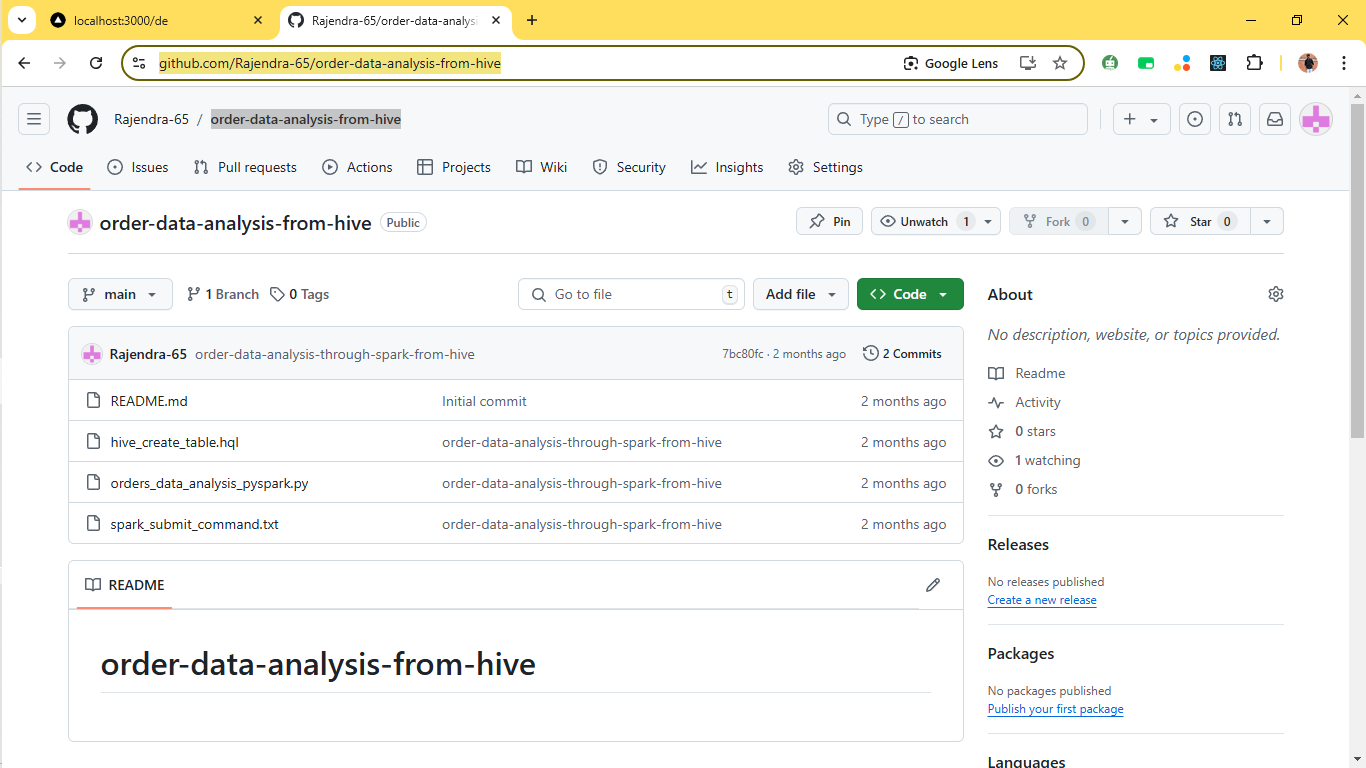 localhost:3000/de
Rajendra-65/order-data-analysi
github.com/Rajendra-65/order-data-analysis-from-hive
Google Lens
Rajendra-65 / order-data-analysis-from-hive
Type / to search
Code Issues Pull requests Actions Projects Wiki Security Insights Settings
order-data-analysis-from-hive Public
Pin Unwatch 1 Fork 0 Star 0
main 1 Branch 0 Tags Go to file t Add file Code
Rajendra-65 order-data-analysis-through-spark-from-hive 7bc80fc · 2 months ago 2 Commits
README.md Initial commit 2 months ago
hive_create_table.hql order-data-analysis-through-spark-from-hive 2 months ago
orders_data_analysis_pyspark.py order-data-analysis-through-spark-from-hive 2 months ago
spark_submit_command.txt order-data-analysis-through-spark-from-hive 2 months ago
README
order-data-analysis-from-hive
About
No description, website, or topics provided.
Readme
Activity
0 stars
1 watching
0 forks
Releases
No releases published
Create a new release
Packages
No packages published
Publish your first package
Languages